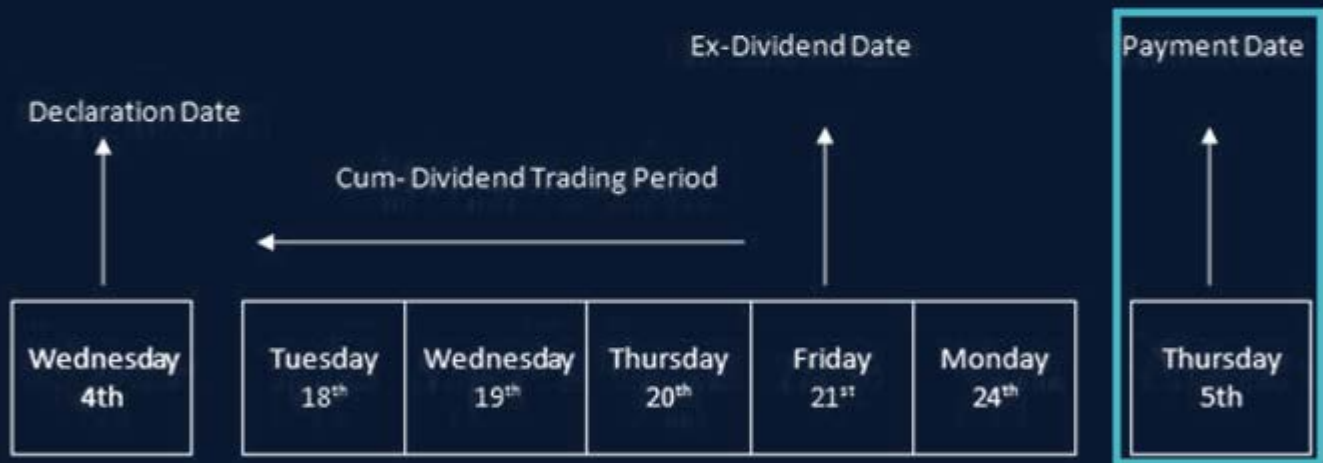 Ex-Dividend Date
Payment Date
Declaration Date
Cum- Dividend Trading Period
Wednesday
4th
Tuesday
18th
Wednesday
19th
Thursday
20th
Friday
21st
Monday
24th
Thursday
5th